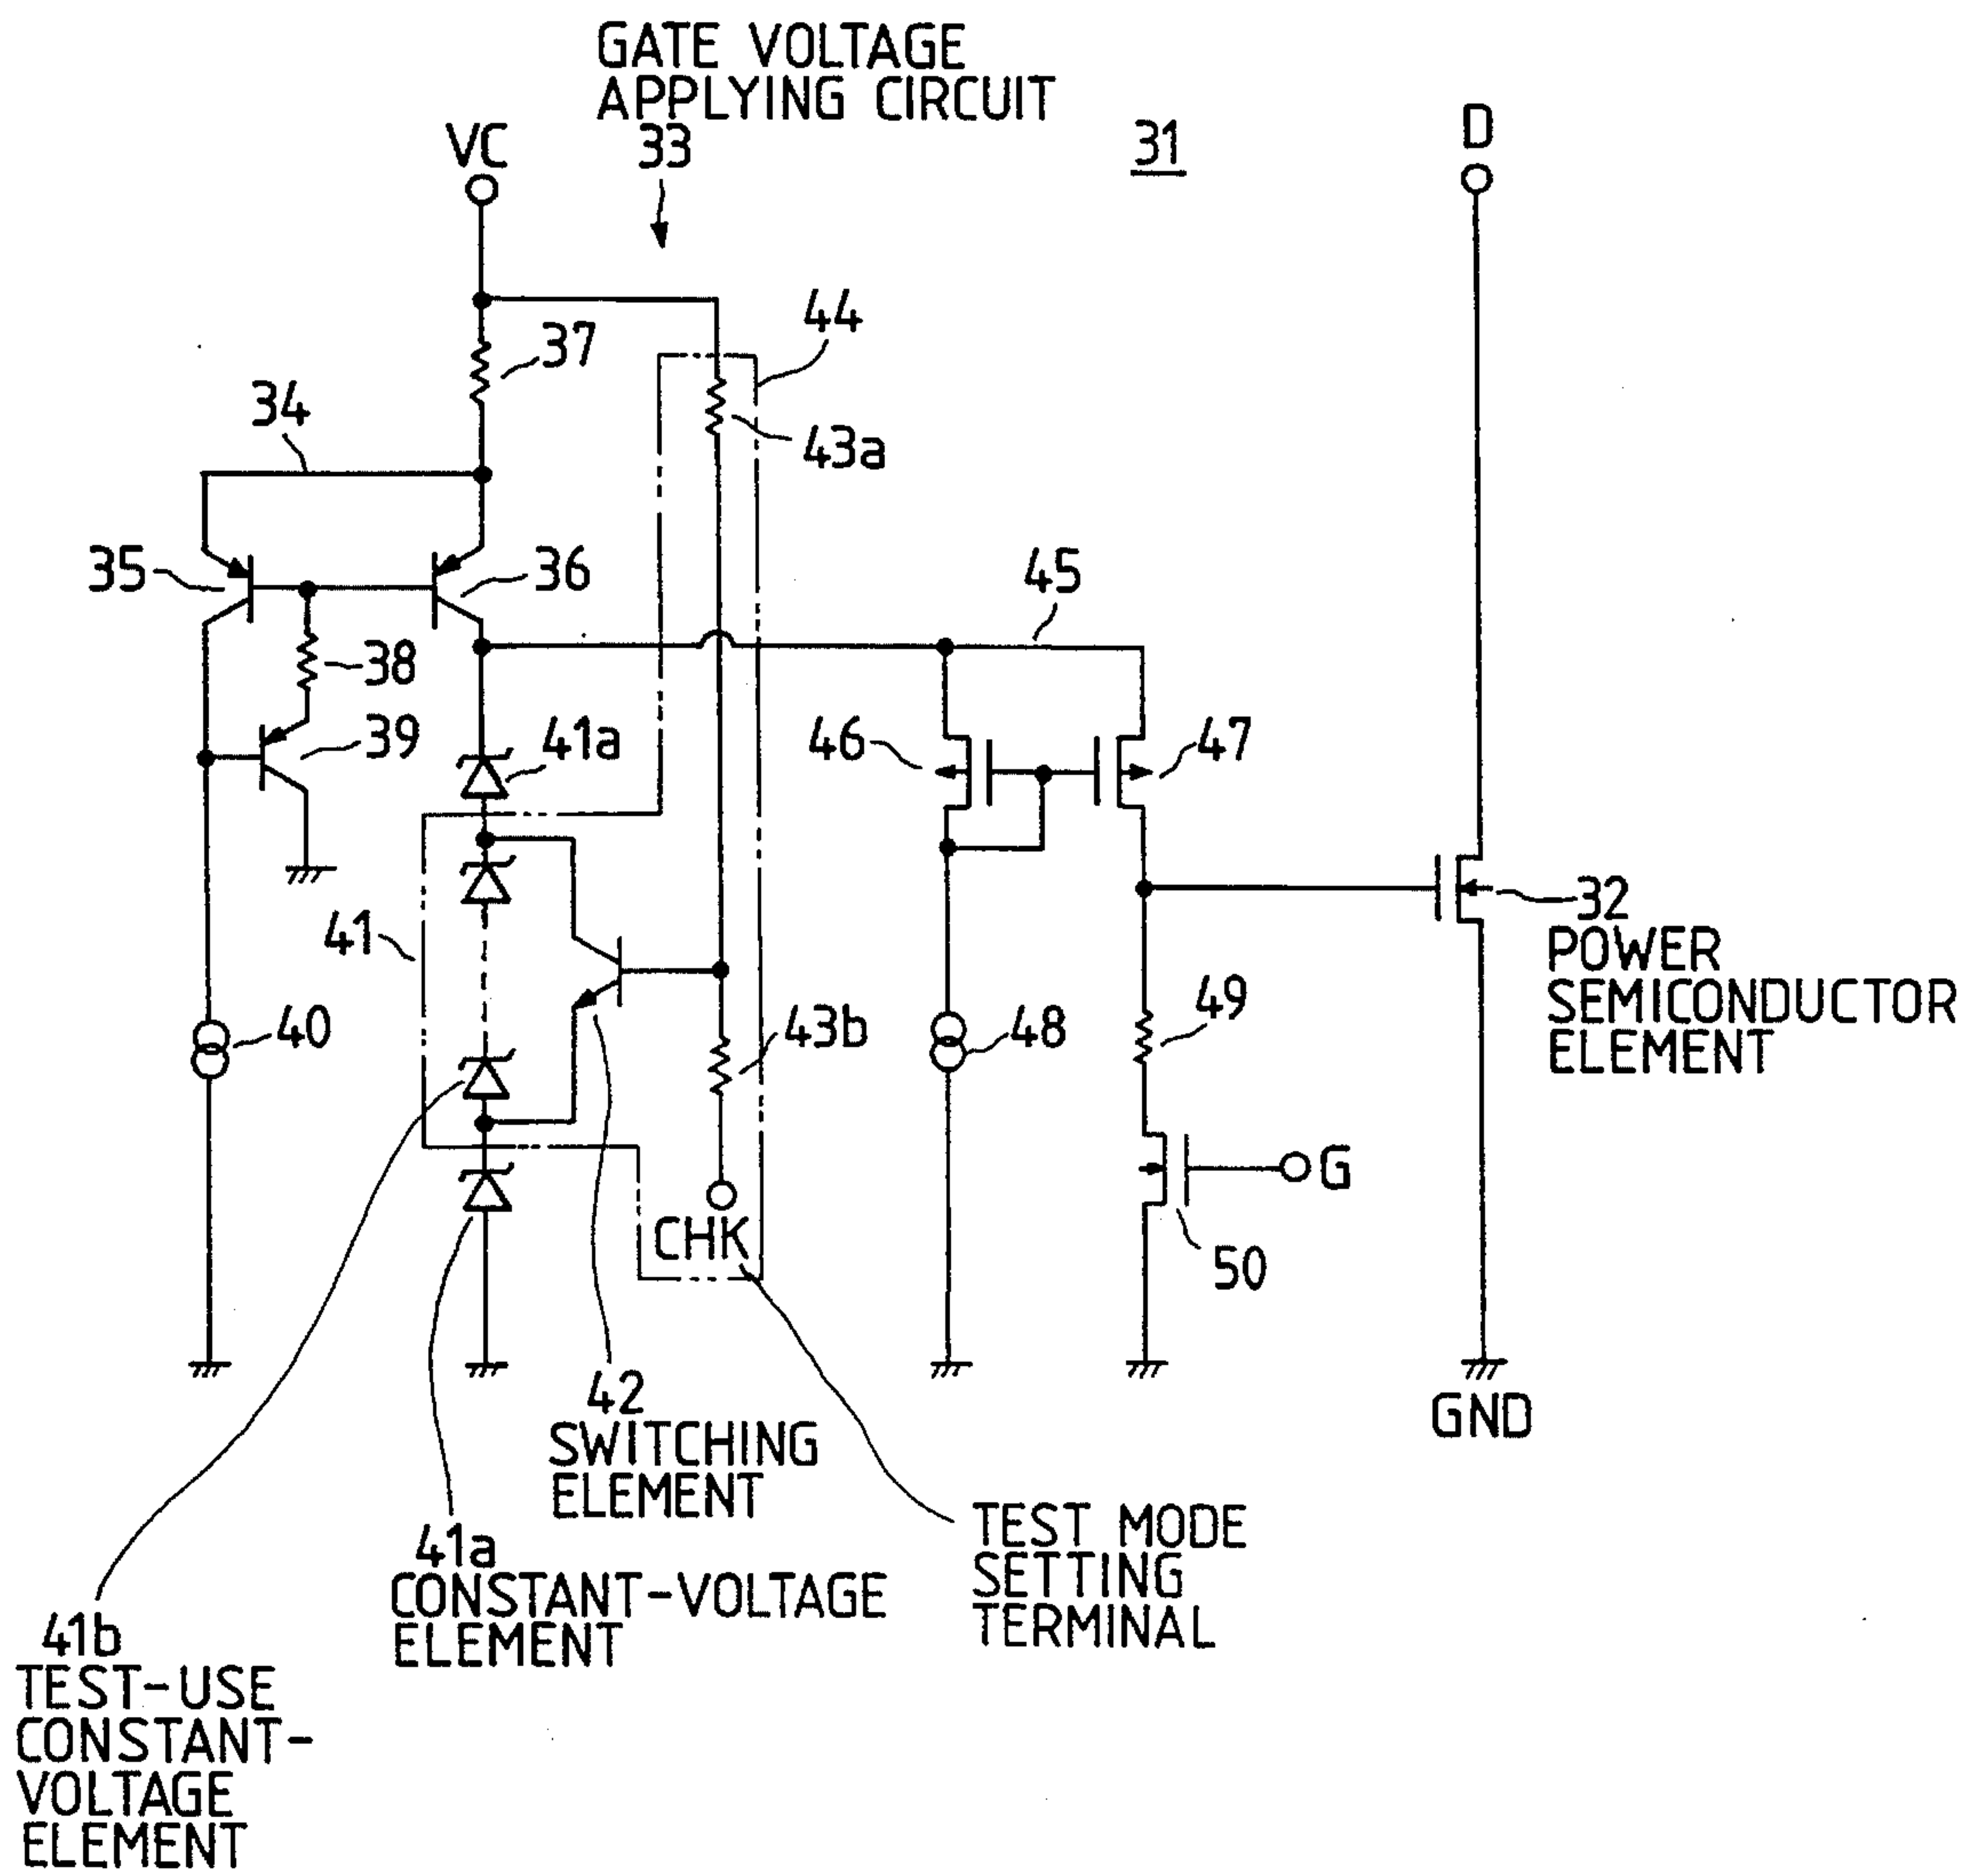 GATE VOLTAGE
APPLYING CIRCUIT
33
31
VC
D
44
37
34
43a
35
36
45
38
39
41a
46
47
41
32
POWER
SEMICONDUCTOR
ELEMENT
40
43b
48
49
G
CHK
50
42
SWITCHING
ELEMENT
GND
41a
CONSTANT-VOLTAGE
ELEMENT
TEST MODE
SETTING
TERMINAL
41b
TEST-USE
CONSTANT-
VOLTAGE
ELEMENT